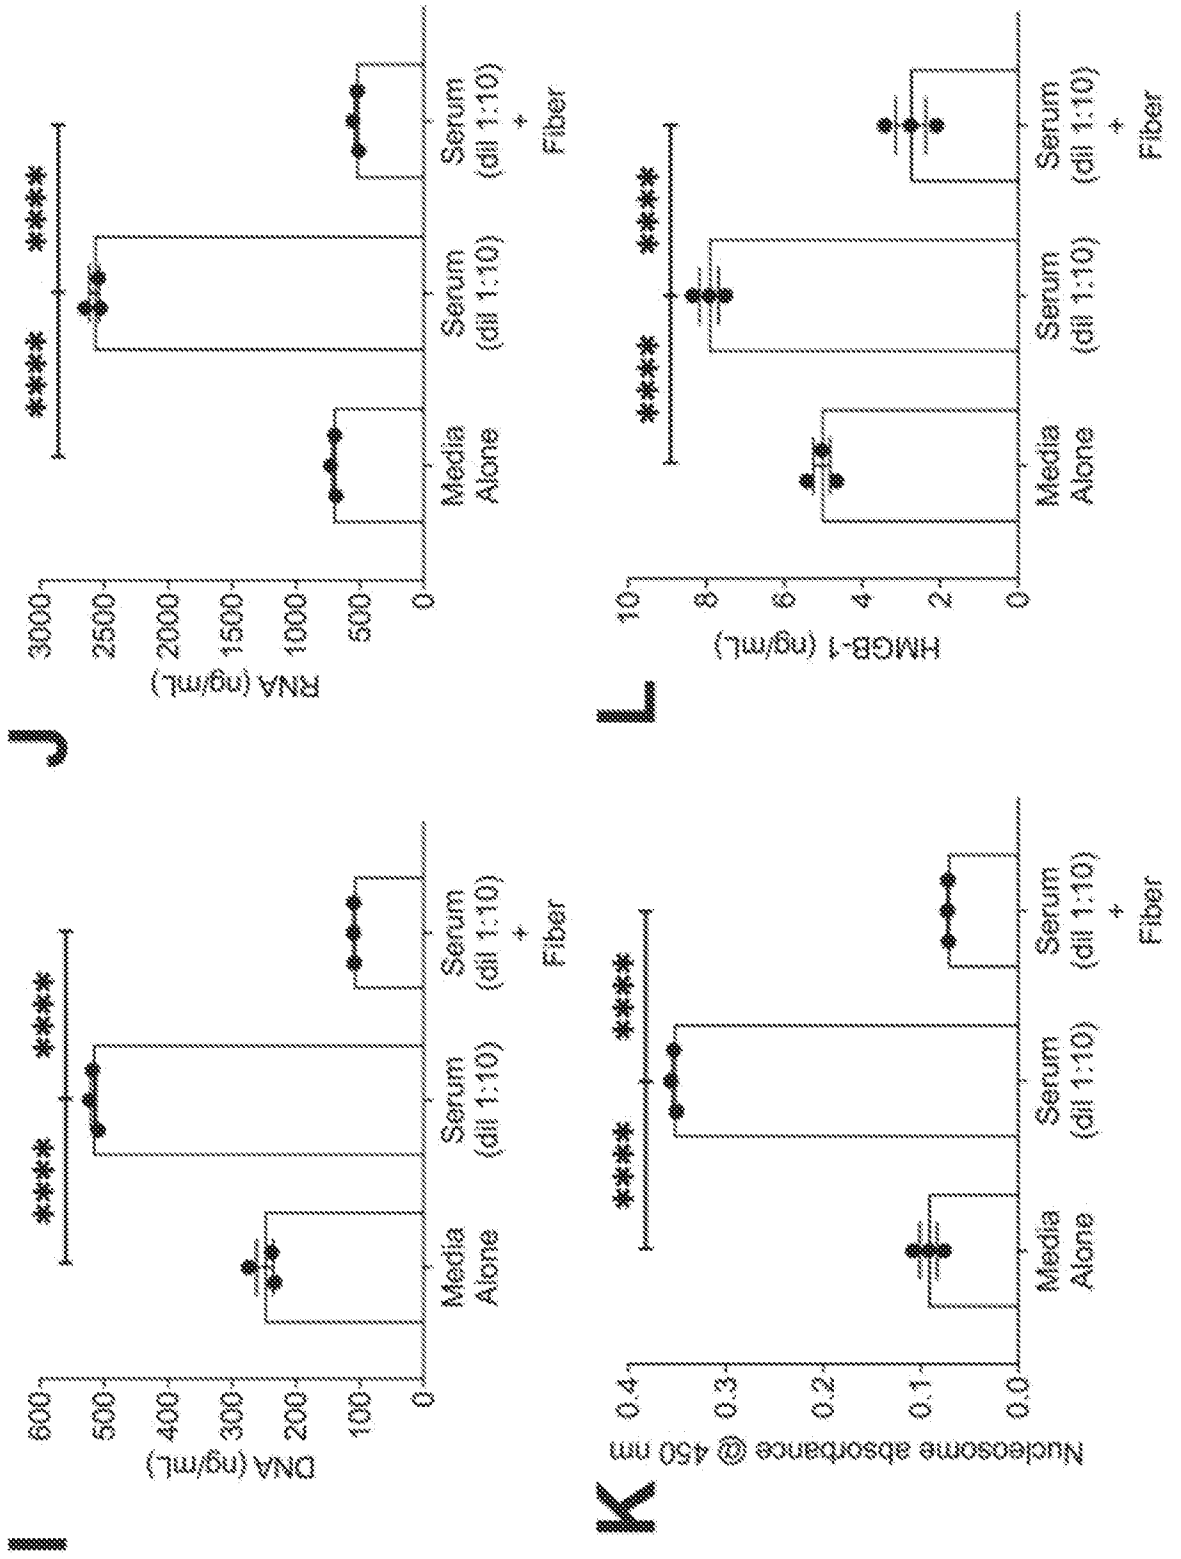 I
DNA (ng/mL)
600
500
400
300
200
100
0
****
****
Media
Alone
Serum
(dil 1:10)
Serum
(dil 1:10)
+
Fiber
J
RNA (ng/mL)
3000
2500
2000
1500
1000
500
0
****
****
Media
Alone
Serum
(dil 1:10)
Serum
(dil 1:10)
+
Fiber
K
Nucleosome absorbance @ 450 nm
0.4
0.3
0.2
0.1
0.0
****
****
Media
Alone
Serum
(dil 1:10)
Serum
(dil 1:10)
+
Fiber
L
HMGB-1 (ng/mL)
10
8
6
4
2
0
****
****
Media
Alone
Serum
(dil 1:10)
Serum
(dil 1:10)
+
Fiber